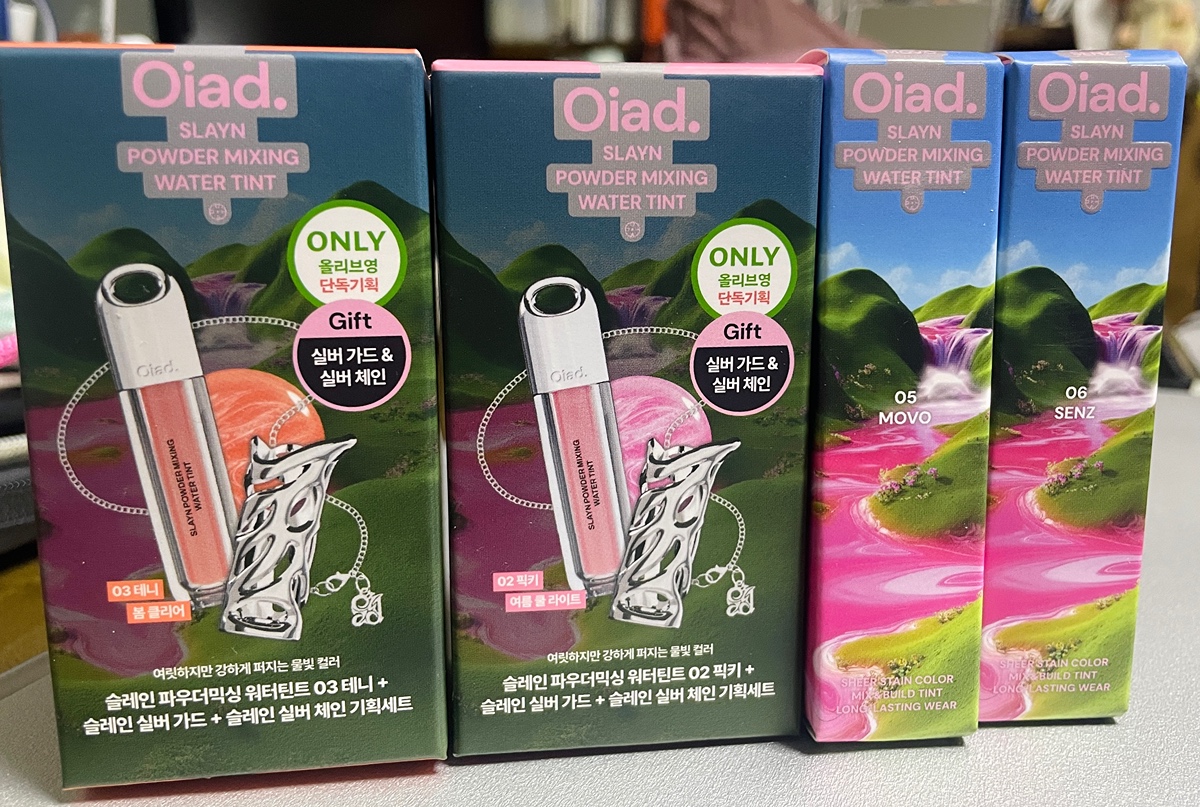 Oiad.
SLAYN
POWDER MIXING
WATER TINT
ONLY
올리브영
단독기획
Gift
실버 가드 &
실버 체인
Oiad.
SLAYN POWDER MIXING
WATER TINT
03 테니
봄 클리어
여릿하지만 강하게 퍼지는 물빛 컬러
슬레인 파우더믹싱 워터틴트 03 테니 +
슬레인 실버 가드 + 슬레인 실버 체인 기획세트
Oiad.
SLAYN
POWDER MIXING
WATER TINT
ONLY
올리브영
단독기획
Gift
실버 가드 &
실버 체인
Oiad.
SLAYN POWDER MIXING
WATER TINT
02 픽키
여름 쿨 라이트
여릿하지만 강하게 퍼지는 물빛 컬러
슬레인 파우더믹싱 워터틴트 02 픽키 +
슬레인 실버 가드 + 슬레인 실버 체인 기획세트
Oiad.
SLAYN
POWDER MIXING
WATER TINT
05
MOVO
SHEER STAIN COLOR
MIX&BUILD TINT
LONG-LASTING WEAR
Oiad.
SLAYN
POWDER MIXING
WATER TINT
06
SENZ
SHEER STAIN COLOR
MIX&BUILD TINT
LONG-LASTING WEAR